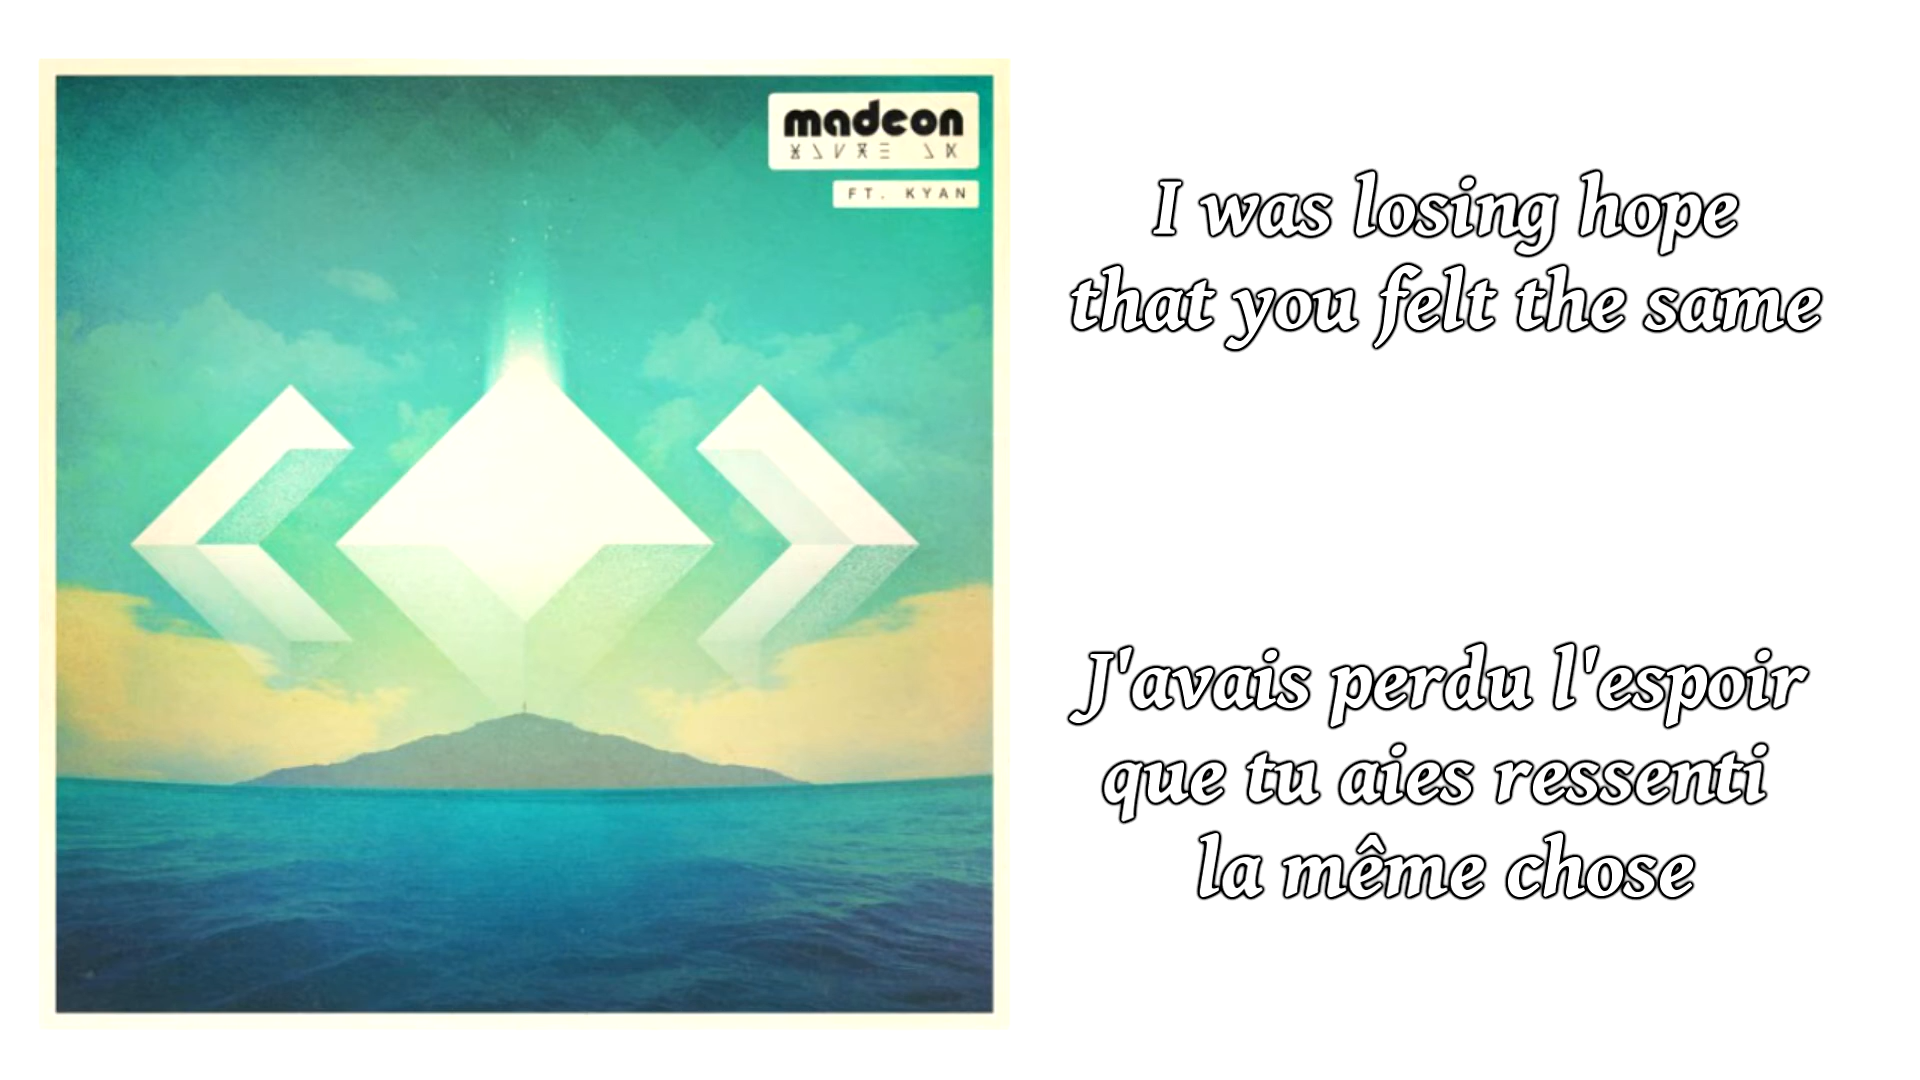 madeon
FT. KYAN
I was losing hope
that you felt the same
J'avais perdu l'espoir
que tu aies ressenti
la même chose